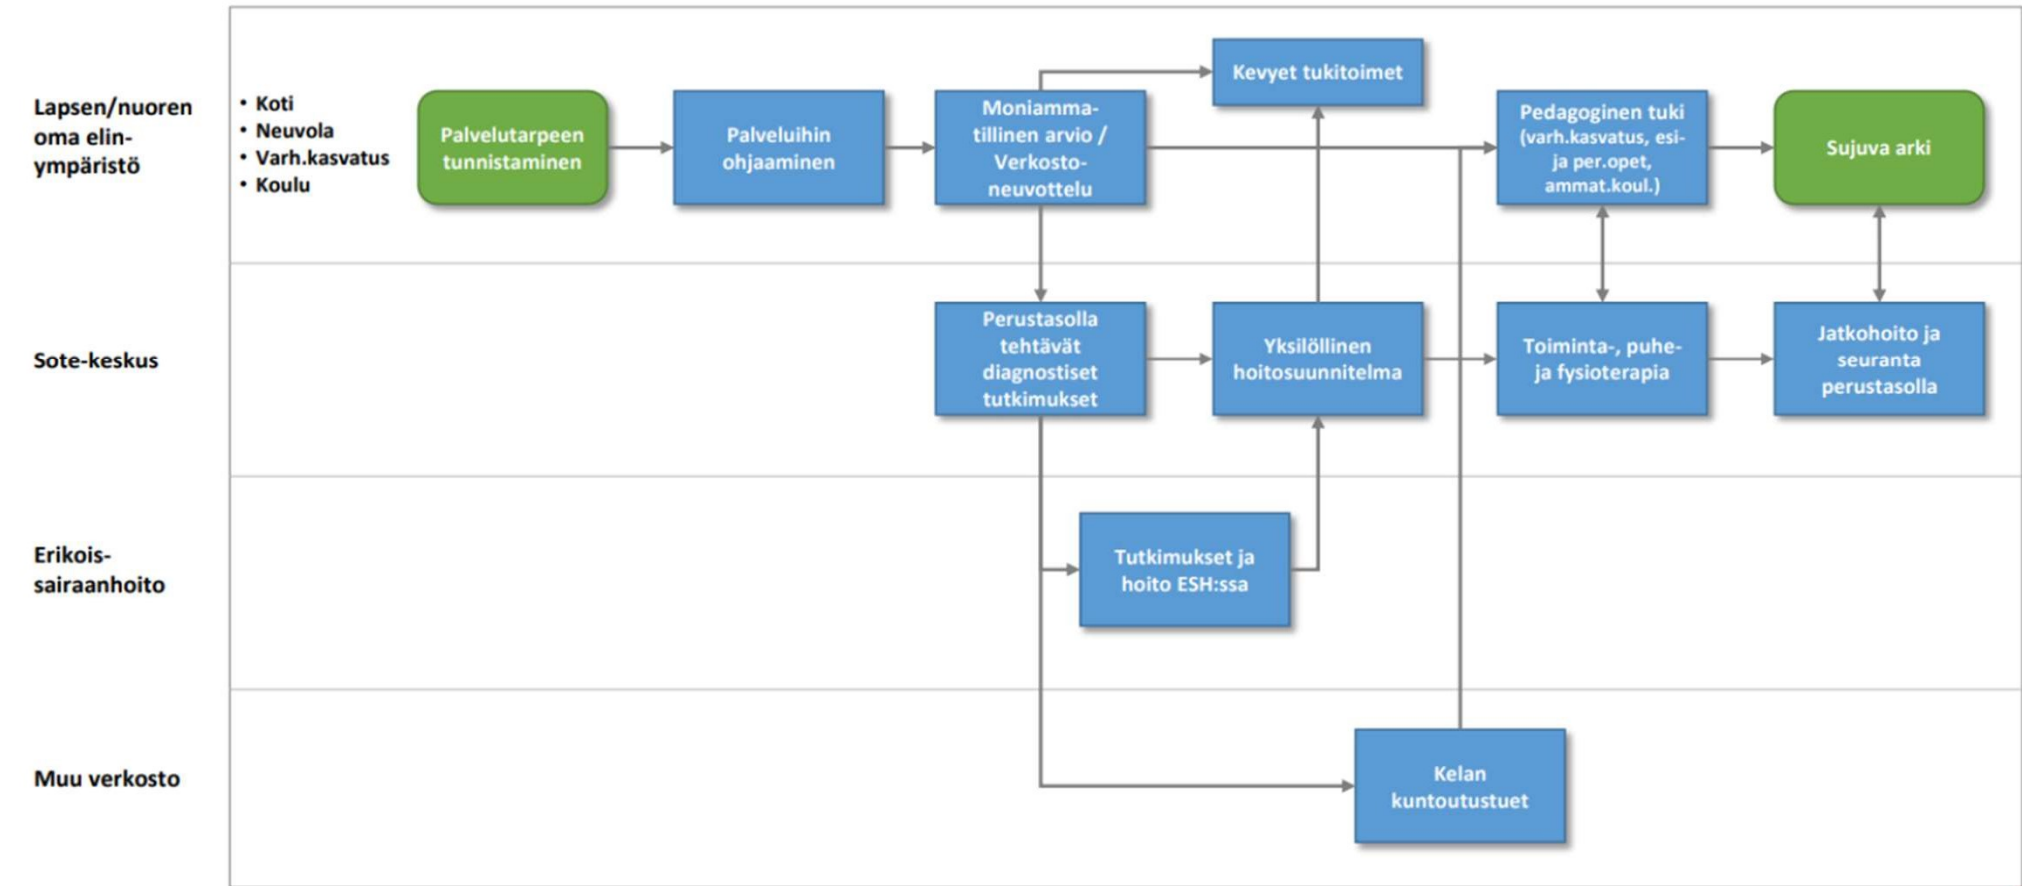 Lapsen/nuoren
oma elin-
ympäristö
• Koti
• Neuvola
• Varh.kasvatus
• Koulu
Palvelutarpeen
tunnistaminen
Palveluihin
ohjaaminen
Moniamma-
tillinen arvio /
Verkosto-
neuvottelu
Kevyet tukitoimet
Pedagoginen tuki
(varh.kasvatus, esi-
ja per.opet,
ammat.koul.)
Sujuva arki
Sote-keskus
Perustasolla
tehtävät
diagnostiset
tutkimukset
Yksilöllinen
hoitosuunnitelma
Toiminta-, puhe-
ja fysioterapia
Jatkohoito ja
seuranta
perustasolla
Erikois-
sairaanhoito
Tutkimukset ja
hoito ESH:ssa
Muu verkosto
Kelan
kuntoutustuet